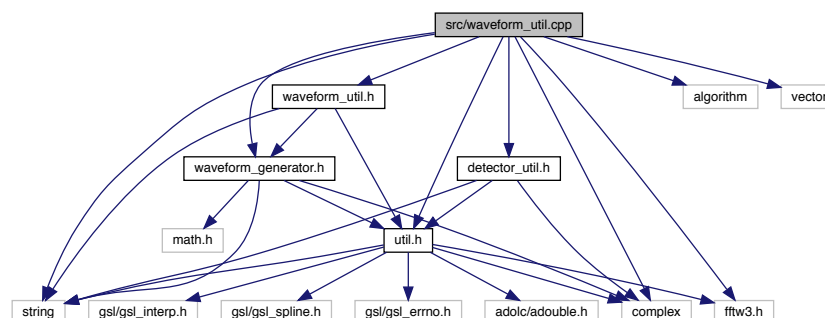 src/waveform_util.cpp
waveform_util.h
algorithm
vector
waveform_generator.h
detector_util.h
math.h
util.h
string
gsl/gsl_interp.h
gsl/gsl_spline.h
gsl/gsl_errno.h
adolc/adouble.h
complex
fftw3.h